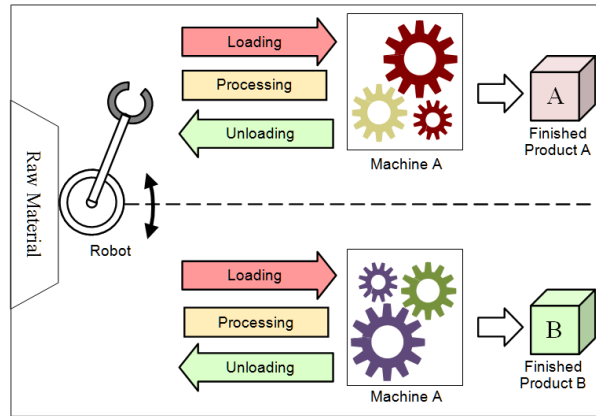 Loading
Processing
Unloading
Machine A
A
Finished
Product A
Raw Material
Robot
Loading
Processing
Unloading
Machine A
B
Finished
Product B